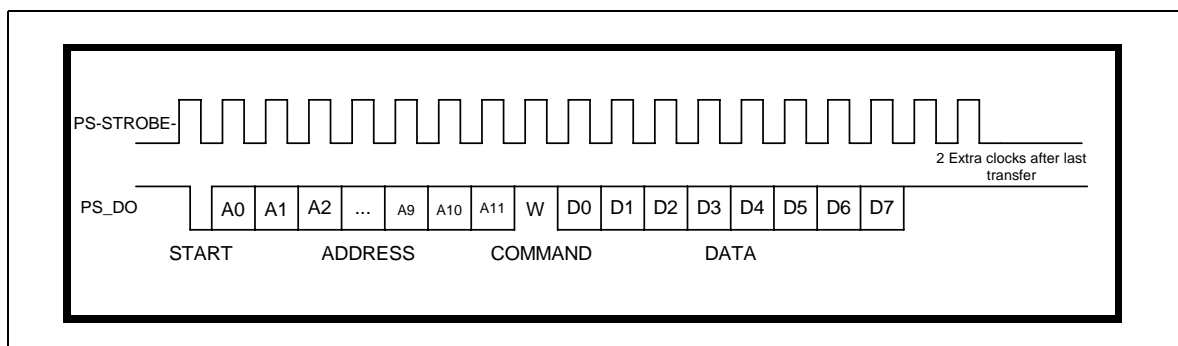 PS-STROBE-
2 Extra clocks after last
transfer
PS_DO
A0 A1 A2 ... A9 A10 A11 W D0 D1 D2 D3 D4 D5 D6 D7
START ADDRESS COMMAND DATA